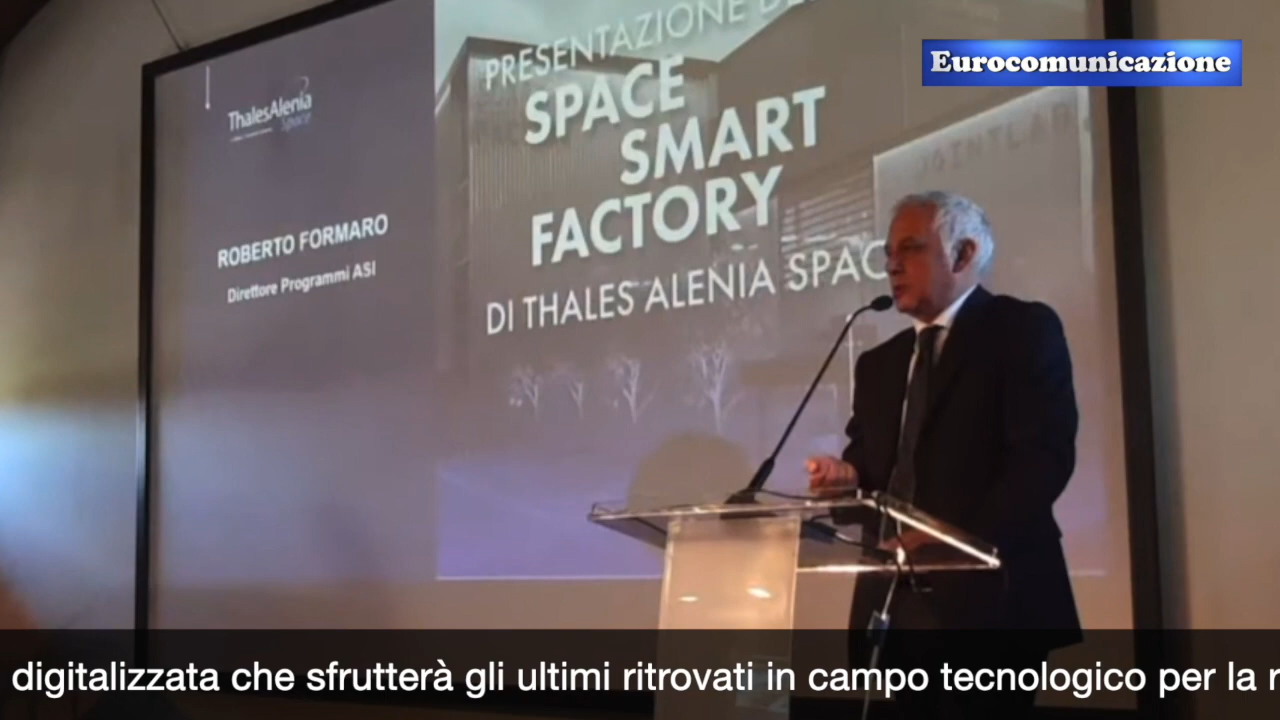 Eurocomunicazione
ThalesAlenia
Space
ROBERTO FORMARO
Direttore Programmi ASI
PRESENTAZIONE
SPACE
SMART
FACTORY
DI THALES ALENIA SPAC
JOINTLAB
digitalizzata che sfrutterà gli ultimi ritrovati in campo tecnologico per la